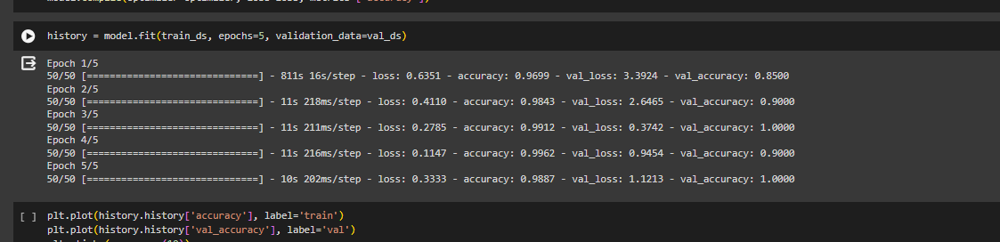 history = model.fit(train_ds, epochs=5, validation_data=val_ds)
Epoch 1/5
50/50 [==============================] - 811s 16s/step - loss: 0.6351 - accuracy: 0.9699 - val_loss: 3.3924 - val_accuracy: 0.8500
Epoch 2/5
50/50 [==============================] - 11s 218ms/step - loss: 0.4110 - accuracy: 0.9843 - val_loss: 2.6465 - val_accuracy: 0.9000
Epoch 3/5
50/50 [==============================] - 11s 211ms/step - loss: 0.2785 - accuracy: 0.9912 - val_loss: 0.3742 - val_accuracy: 1.0000
Epoch 4/5
50/50 [==============================] - 11s 216ms/step - loss: 0.1147 - accuracy: 0.9962 - val_loss: 0.9454 - val_accuracy: 0.9000
Epoch 5/5
50/50 [==============================] - 10s 202ms/step - loss: 0.3333 - accuracy: 0.9887 - val_loss: 1.1213 - val_accuracy: 1.0000
[ ] plt.plot(history.history['accuracy'], label='train')
plt.plot(history.history['val_accuracy'], label='val')